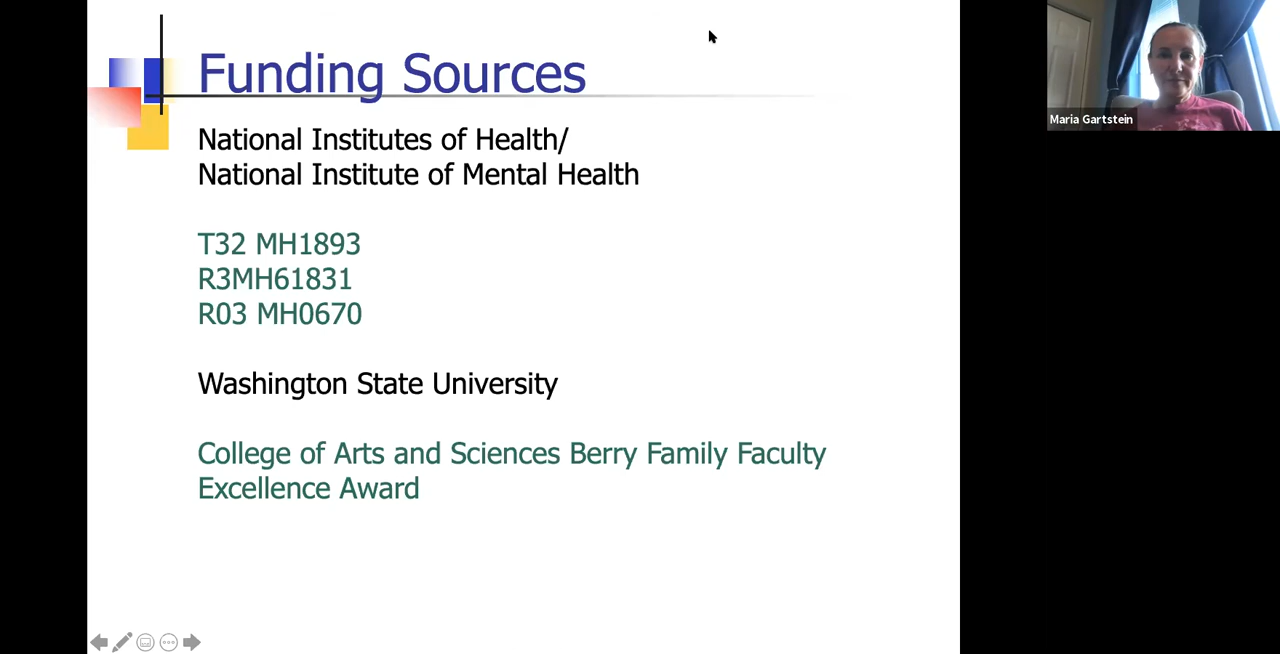 Funding Sources
National Institutes of Health/
National Institute of Mental Health
T32 MH1893
R3MH61831
R03 MH0670
Washington State University
College of Arts and Sciences Berry Family Faculty
Excellence Award
Maria Gartstein